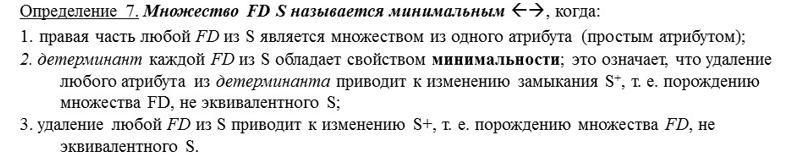 Определение 7. Множество FD S называется минимальным ←→, когда:
1. правая часть любой FD из S является множеством из одного атрибута (простым атрибутом);
2. детерминант каждой FD из S обладает свойством минимальности; это означает, что удаление
любого атрибута из детерминанта приводит к изменению замыкания S⁺, т. е. порождению
множества FD, не эквивалентного S;
3. удаление любой FD из S приводит к изменению S+, т. е. порождению множества FD, не
эквивалентного S.